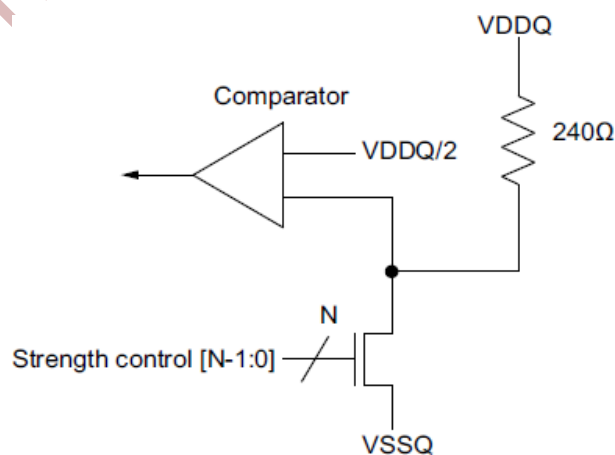 VDDQ
Comparator
240Ω
VDDQ/2
N
Strength control [N-1:0]
VSSQ